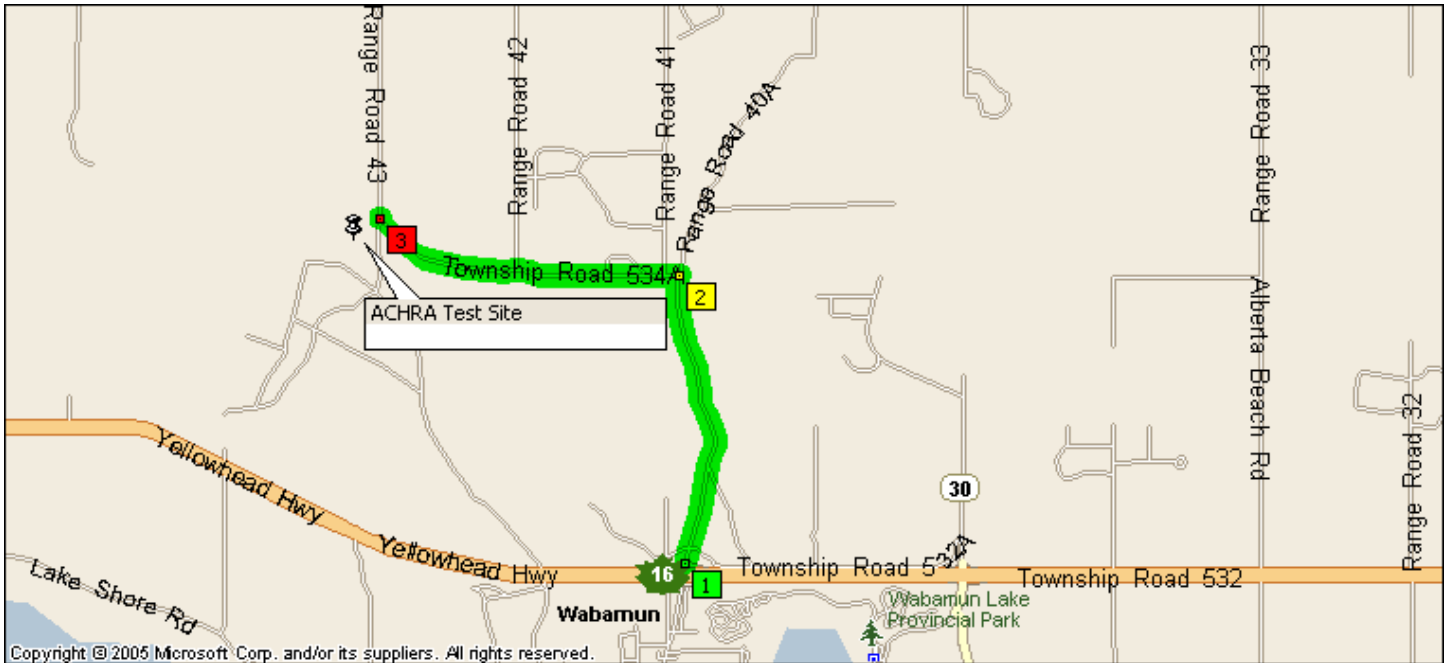 Range Road 43
Range Road 42
Range Road 41
Range Road 40A
Range Road 33
3
Township Road 534A
2
ACHRA Test Site
Alberta Beach Rd
Range Road 32
Yellowhead Hwy
30
Yellowhead Hwy
16
1
Township Road 532A
Township Road 532
Lake Shore Rd
Wabamun
Wabamun Lake
Provincial Park
Copyright © 2005 Microsoft Corp. and/or its suppliers. All rights reserved.